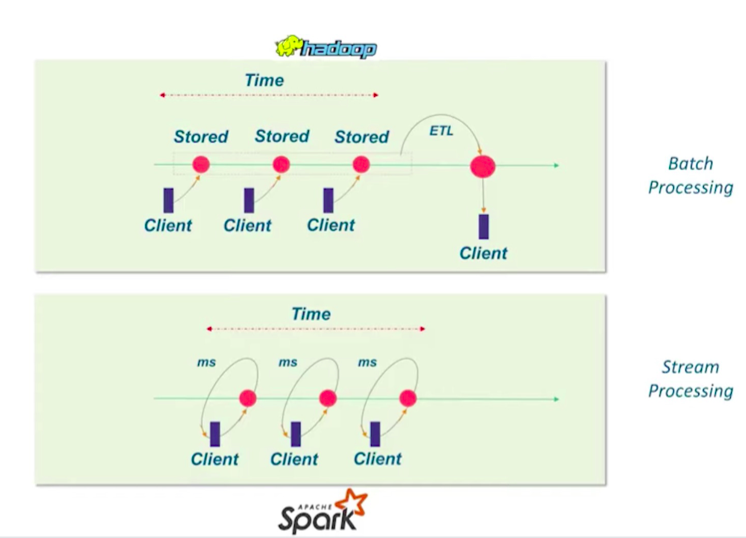 hadoop
Time
Stored Stored Stored
ETL
Client Client Client
Client
Batch
Processing
Time
ms ms ms
Client Client Client
Stream
Processing
APACHE
Spark